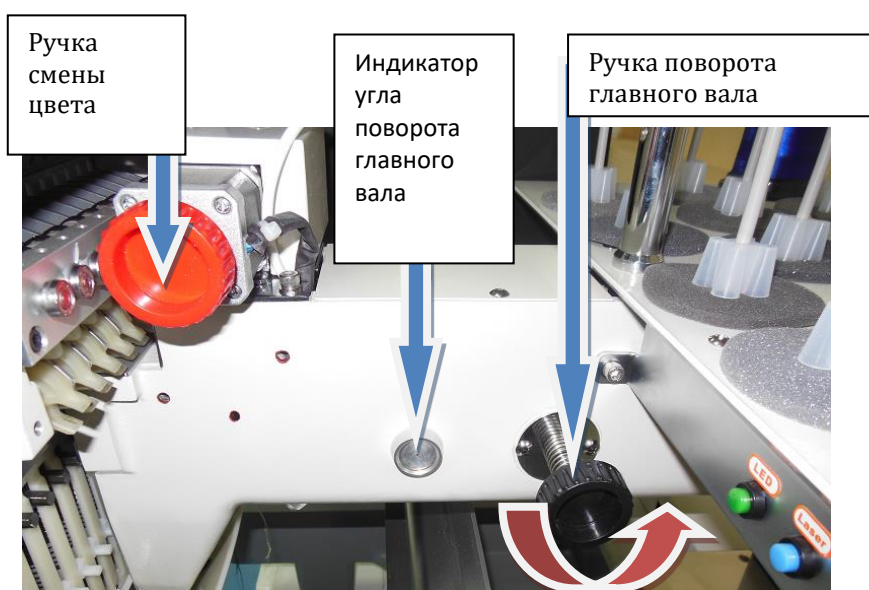 Ручка
смены
цвета
Индикатор
угла
поворота
главного
вала
Ручка поворота
главного вала
LED
Laser